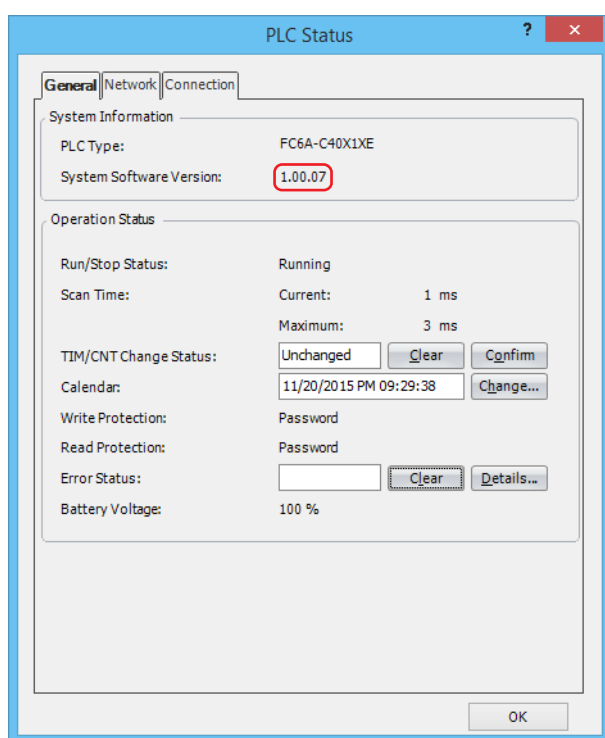 PLC Status ? ×
General Network Connection
System Information
PLC Type: FC6A-C40X1XE
System Software Version: 1.00.07
Operation Status
Run/Stop Status: Running
Scan Time: Current: 1 ms
Maximum: 3 ms
TIM/CNT Change Status: Unchanged Clear Confirm
Calendar: 11/20/2015 PM 09:29:38 Change...
Write Protection: Password
Read Protection: Password
Error Status: Clear Details...
Battery Voltage: 100 %
OK